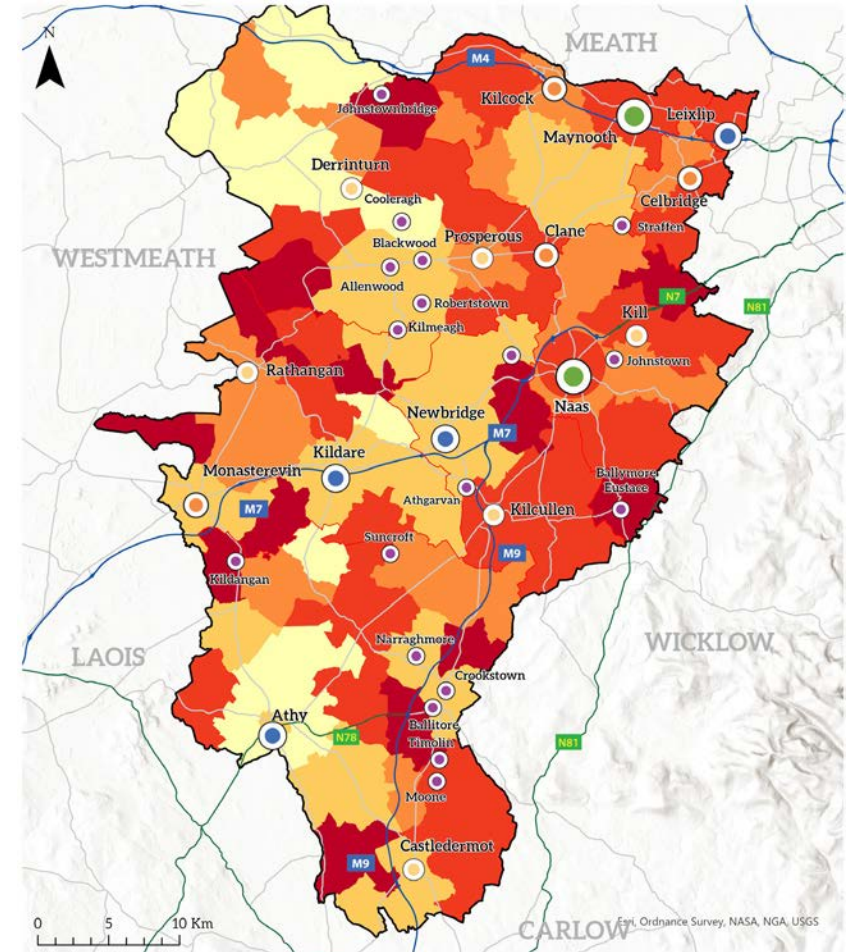 N
MEATH
M4
Kilcock
Leixlip
Johnstownbridge
Maynooth
Derrinturn
Celbridge
Cooleragh
Straffen
Blackwood
Prosperous
Clane
WESTMEATH
Allenwood
N7
N81
Robertstown
Kill
Kilmeagh
Johnstown
Rathangan
Naas
Newbridge
M7
Kildare
Monasterevin
Ballymore
Eustace
Athgarvan
M7
Kilcullen
Suncroft
M9
Kildangan
Narraghmore
WICKLOW
LAOIS
Crookstown
Athy
Ballitore
N78
Timolin
N81
Moone
Castledermot
M9
0 5 10 Km
CARLOW
Esri, Ordnance Survey, NASA, NGA, USGS